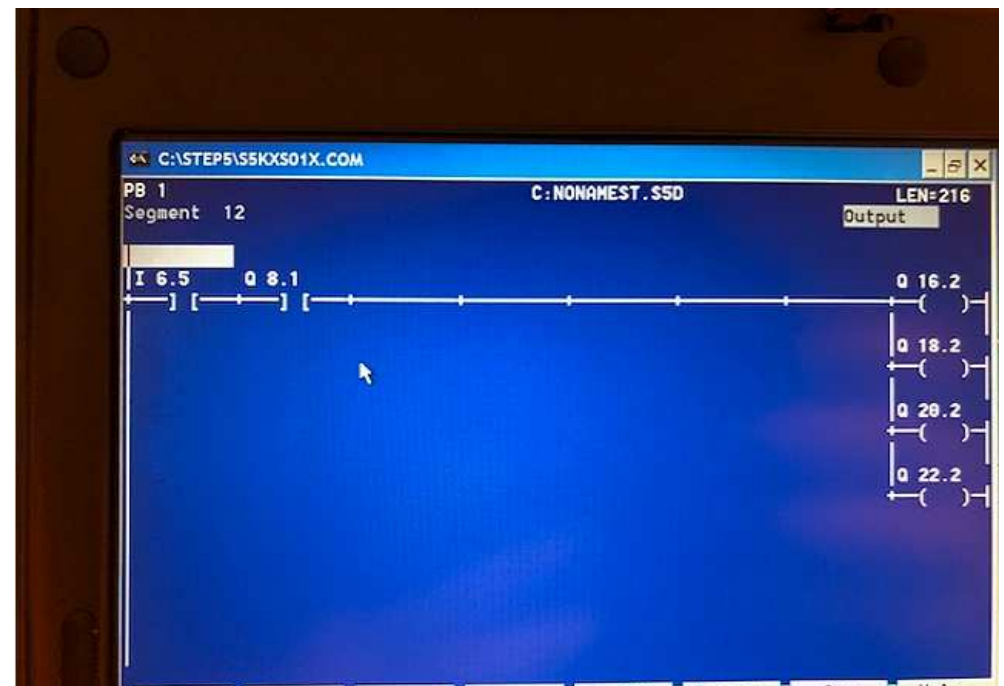 C:\STEP5\S5KXS01X.COM
PB 1 C:NONAMEST.S5D LEN=216
Segment 12 Output
I 6.5 Q 8.1 Q 16.2
Q 18.2
Q 20.2
Q 22.2